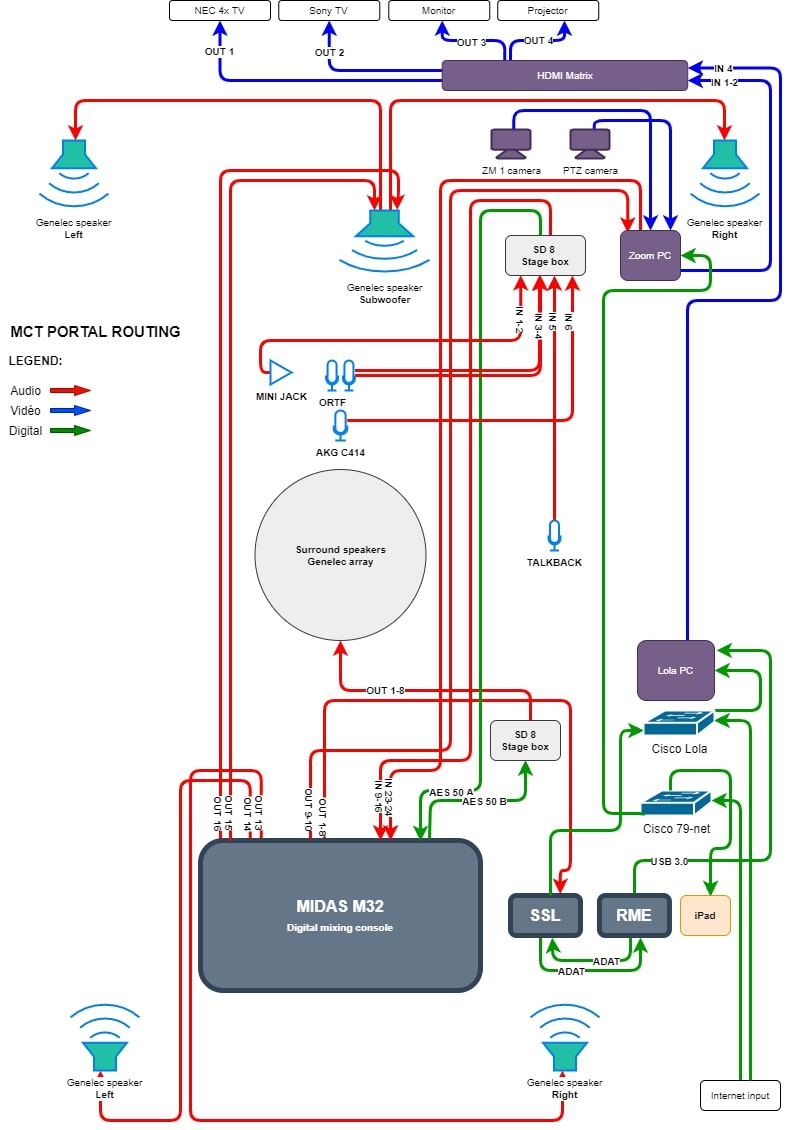 NEC 4x TV
Sony TV
Monitor
Projector
OUT 1
OUT 2
OUT 3
OUT 4
HDMI Matrix
IN 4
IN 1-2
ZM 1 camera
PTZ camera
Genelec speaker
Left
Genelec speaker
Right
Genelec speaker
Subwoofer
SD 8
Stage box
Zoom PC
IN 1-2
IN 3-4
IN 5
IN 6
MCT PORTAL ROUTING
LEGEND:
Audio
Vidéo
Digital
MINI JACK
ORTF
AKG C414
Surround speakers
Genelec array
TALKBACK
Lola PC
OUT 1-8
SD 8
Stage box
Cisco Lola
AES 50 A
AES 50 B
OUT 16
OUT 15
OUT 14
OUT 13
OUT 9-10
OUT 1-8
IN 9-16
IN 23-24
Cisco 79-net
USB 3.0
MIDAS M32
Digital mixing console
SSL
RME
iPad
ADAT
ADAT
Genelec speaker
Left
Genelec speaker
Right
Internet input